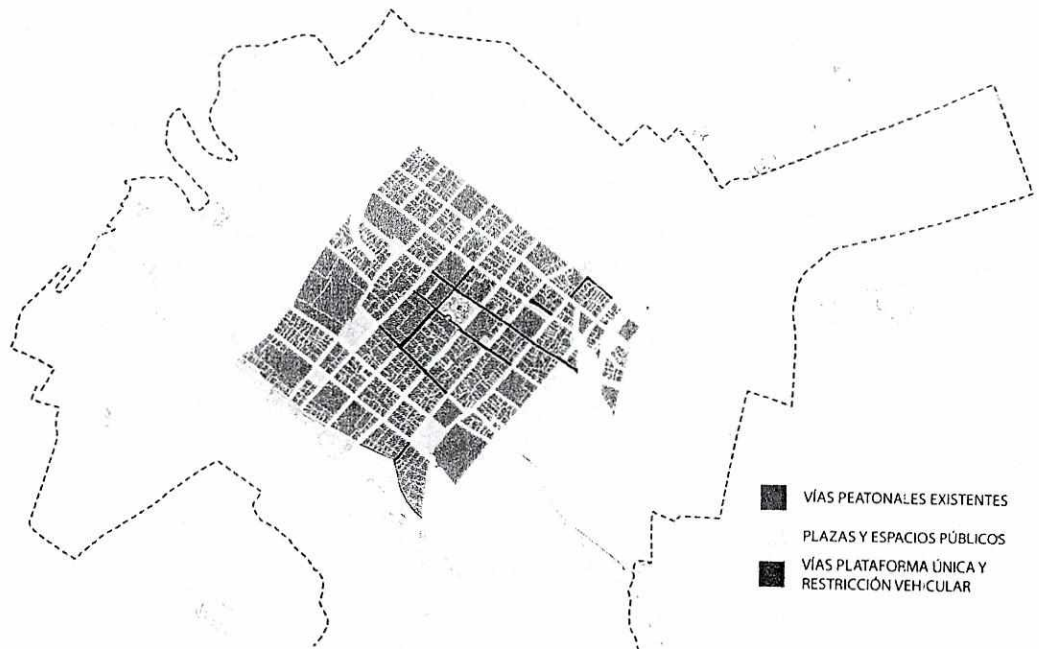 VÍAS PEATONALES EXISTENTES
PLAZAS Y ESPACIOS PÚBLICOS
VÍAS PLATAFORMA ÚNICA Y
RESTRICCIÓN VEHICULAR